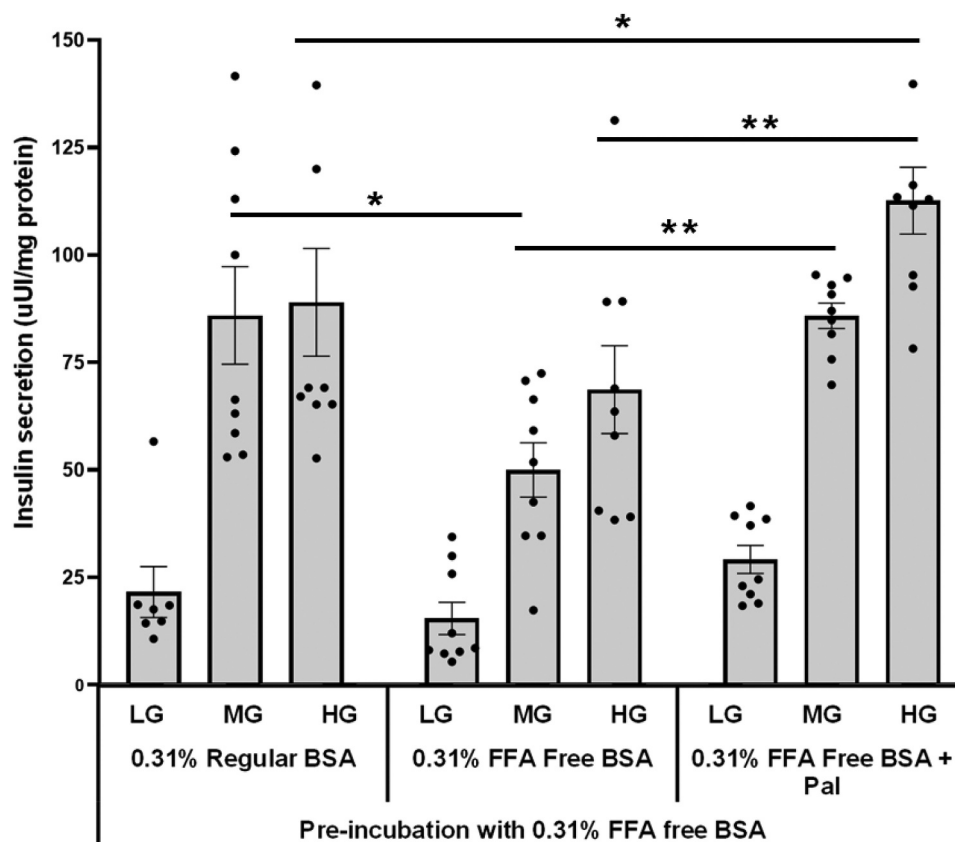 *
150
**
125
*
**
100
75
50
25
0
Insulin secretion (uUI/mg protein)
LG MG HG LG MG HG LG MG HG
0.31% Regular BSA 0.31% FFA Free BSA 0.31% FFA Free BSA +
Pal
Pre-incubation with 0.31% FFA free BSA